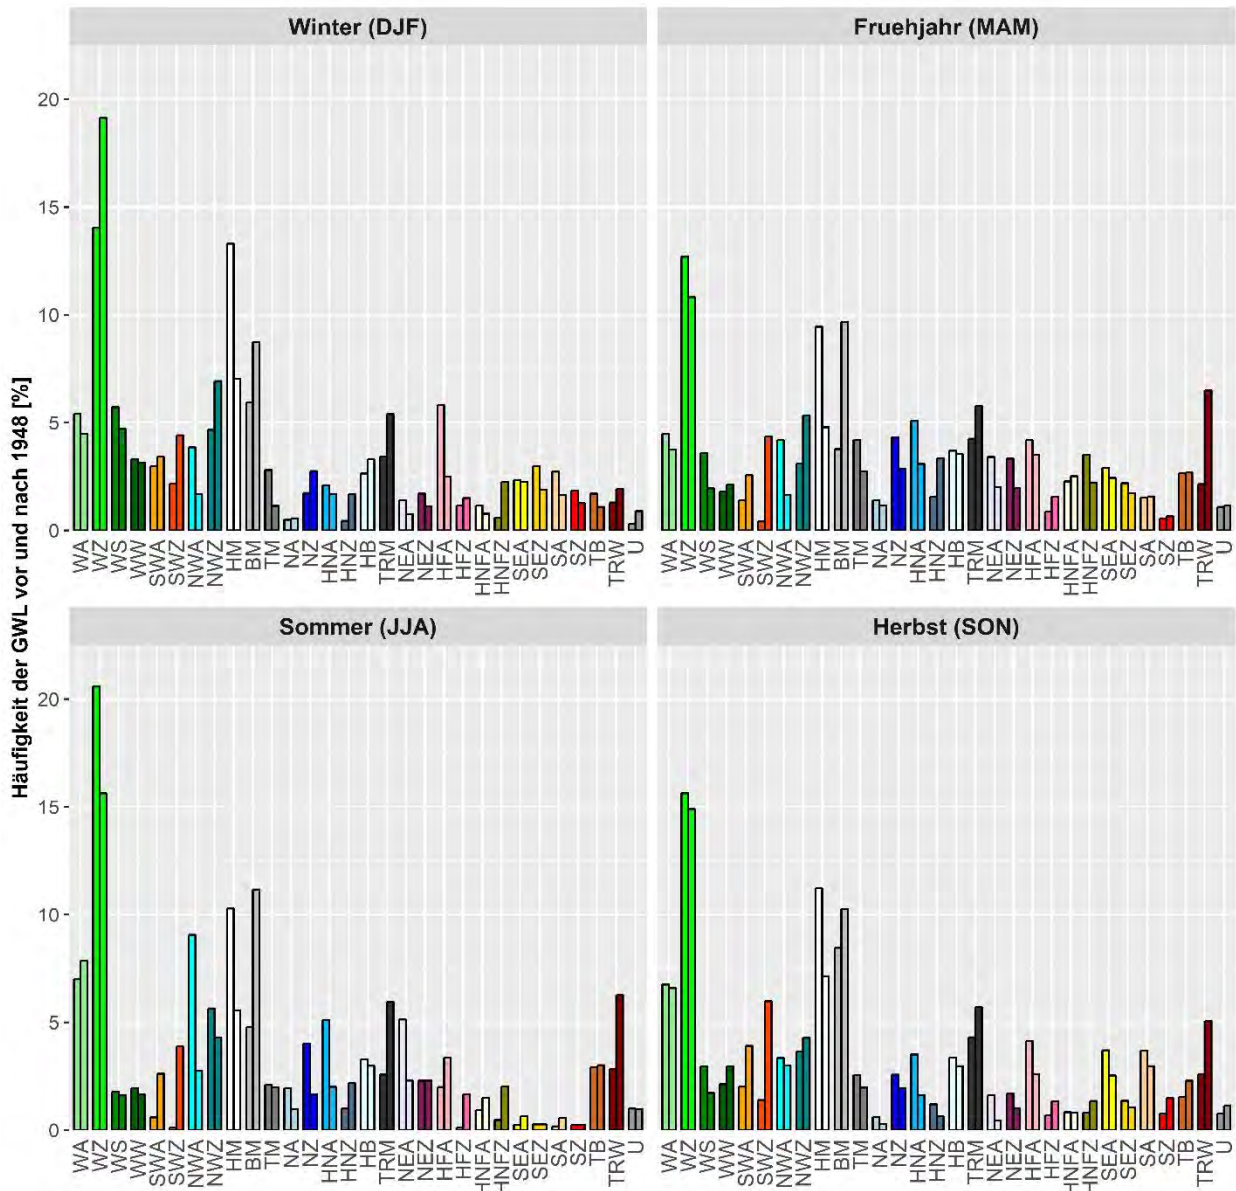 Winter (DJF)
Fruehjahr (MAM)
20
15
10
5
0
WA WZ WS WW SWA SWZ NWA NWZ HM BM TM NA NZ HNA HNZ HB TRM NEA NEZ HFA HFZ HNFA HNFZ SEA SEZ SA SZ TB TRW U
WA WZ WS WW SWA SWZ NWA NWZ HM BM TM NA NZ HNA HNZ HB TRM NEA NEZ HFA HFZ HNFA HNFZ SEA SEZ SA SZ TB TRW U
Häufigkeit der GWL vor und nach 1948 [%]
Sommer (JJA)
Herbst (SON)
20
15
10
5
0
WA WZ WS WW SWA SWZ NWA NWZ HM BM TM NA NZ HNA HNZ HB TRM NEA NEZ HFA HFZ HNFA HNFZ SEA SEZ SA SZ TB TRW U
WA WZ WS WW SWA SWZ NWA NWZ HM BM TM NA NZ HNA HNZ HB TRM NEA NEZ HFA HFZ HNFA HNFZ SEA SEZ SA SZ TB TRW U